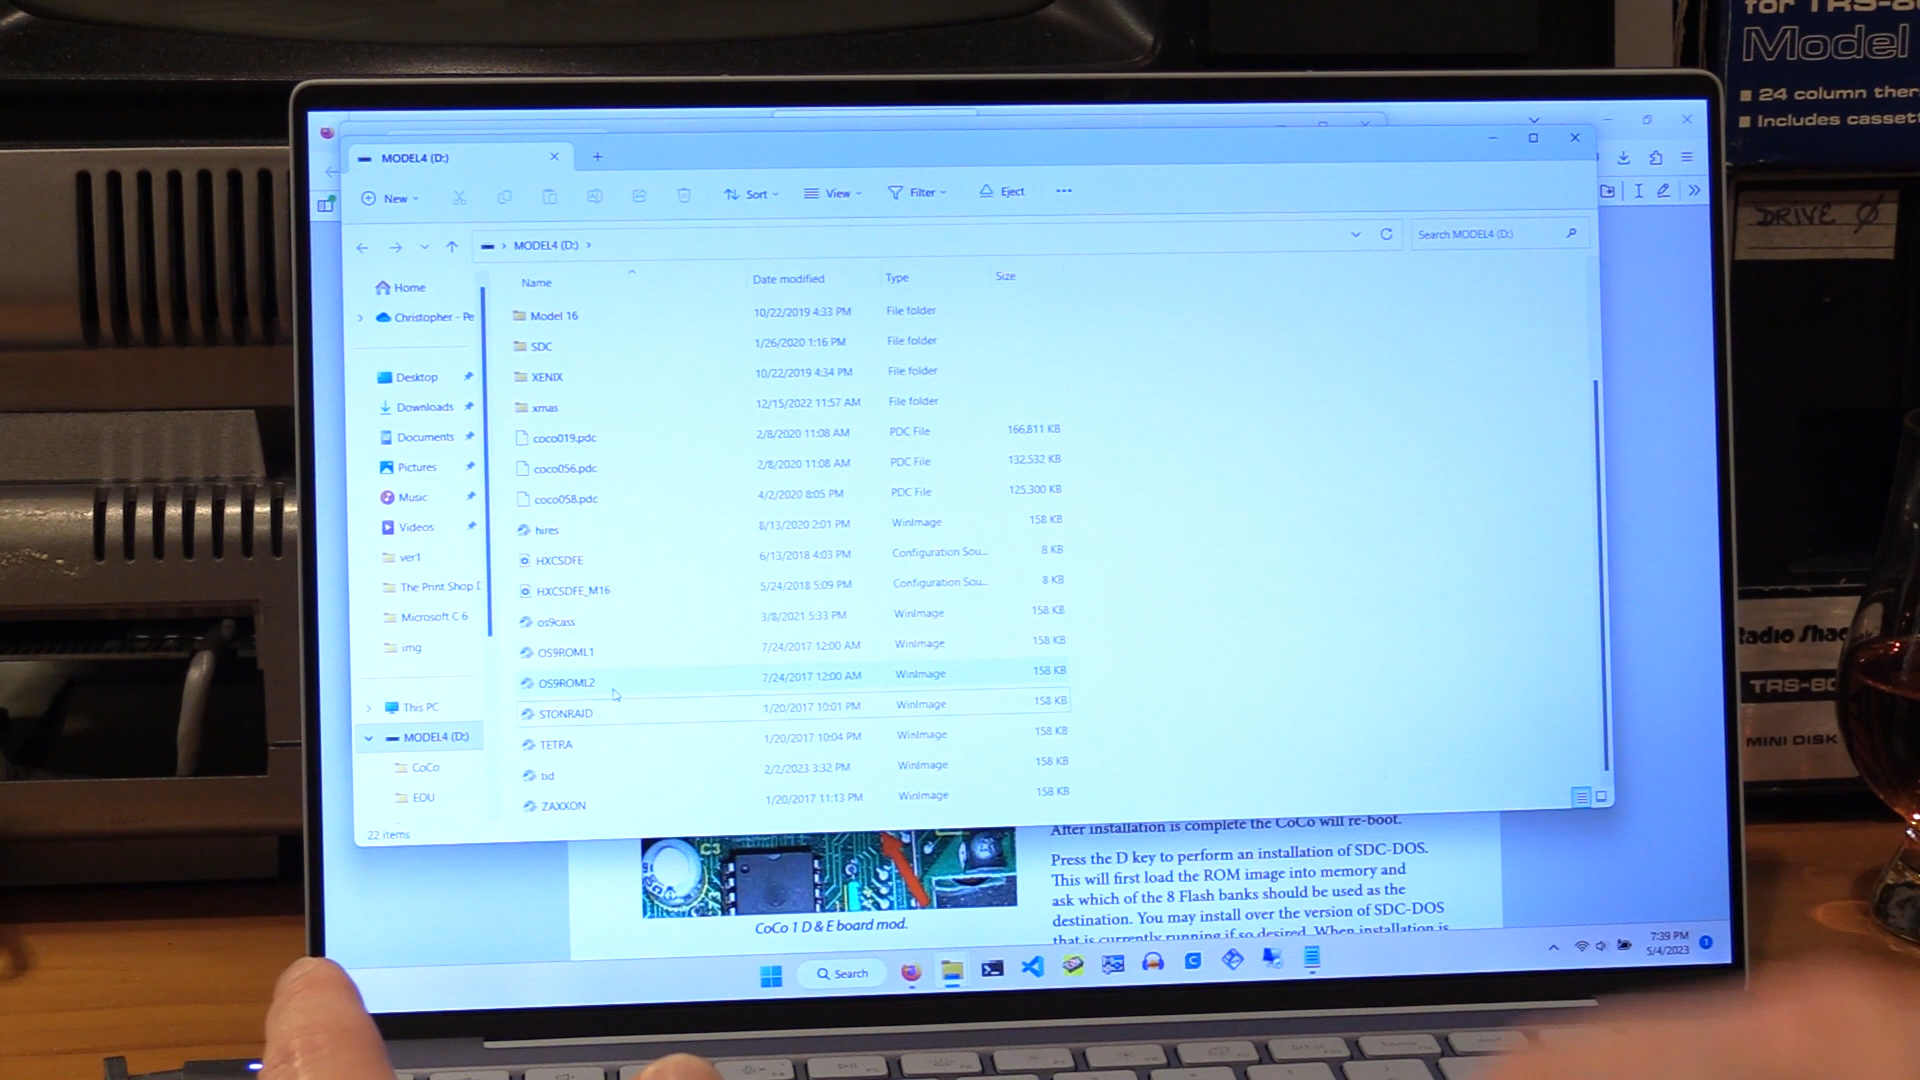 for TRS-8
Model
24 column ther
Includes cassett
DRIVE 0
MODEL4 (D:)
New
Sort
View
Filter
Eject
MODEL4 (D:)
Search MODEL4 (D:)
Home
Christopher - Pe
Desktop
Downloads
Documents
Pictures
Music
Videos
ver1
The Print Shop D
Microsoft C 6
img
This PC
MODEL4 (D:)
CoCo
EOU
22 items
Name Date modified Type Size
Model 16 10/22/2019 4:33 PM File folder
SDC 1/26/2020 1:16 PM File folder
XENIX 10/22/2019 4:34 PM File folder
xmas 12/15/2022 11:57 AM File folder
coco019.pdc 2/8/2020 11:08 AM PDC File 166,811 KB
coco056.pdc 2/8/2020 11:08 AM PDC File 132,532 KB
coco058.pdc 4/2/2020 8:05 PM PDC File 125,300 KB
hires 8/13/2020 2:01 PM WinImage 158 KB
HXCSDFE 6/13/2018 4:03 PM Configuration Sou... 8 KB
HXCSDFE_M16 5/24/2018 5:09 PM Configuration Sou... 8 KB
os9cass 3/8/2021 5:33 PM WinImage 158 KB
OS9ROML1 7/24/2017 12:00 AM WinImage 158 KB
OS9ROML2 7/24/2017 12:00 AM WinImage 158 KB
STONRAID 1/20/2017 10:01 PM WinImage 158 KB
TETRA 1/20/2017 10:04 PM WinImage 158 KB
tid 2/2/2023 3:32 PM WinImage 158 KB
ZAXXON 1/20/2017 11:13 PM WinImage 158 KB
C3
CoCo 1 D & E board mod.
After installation is complete the CoCo will re-boot.
Press the D key to perform an installation of SDC-DOS.
This will first load the ROM image into memory and
ask which of the 8 Flash banks should be used as the
destination. You may install over the version of SDC-DOS
that is currently running if so desired. When installation is
Search
7:39 PM
5/4/2023
1
Radio Shac
TRS-80
MINI DISK